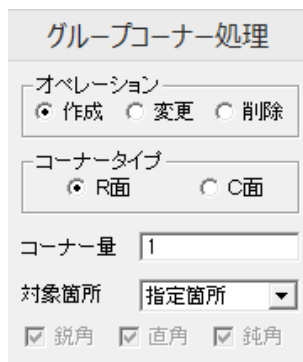 グループコーナー処理
オペレーション
作成 変更 削除
コーナータイプ
R面 C面
コーナー量 1
対象箇所 指定箇所
鋭角 直角 鈍角